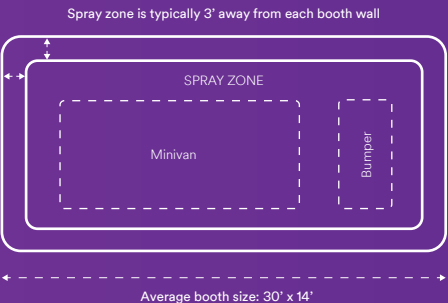 Spray zone is typically 3’ away from each booth wall
SPRAY ZONE
Minivan
Bumper
Average booth size: 30’ x 14’